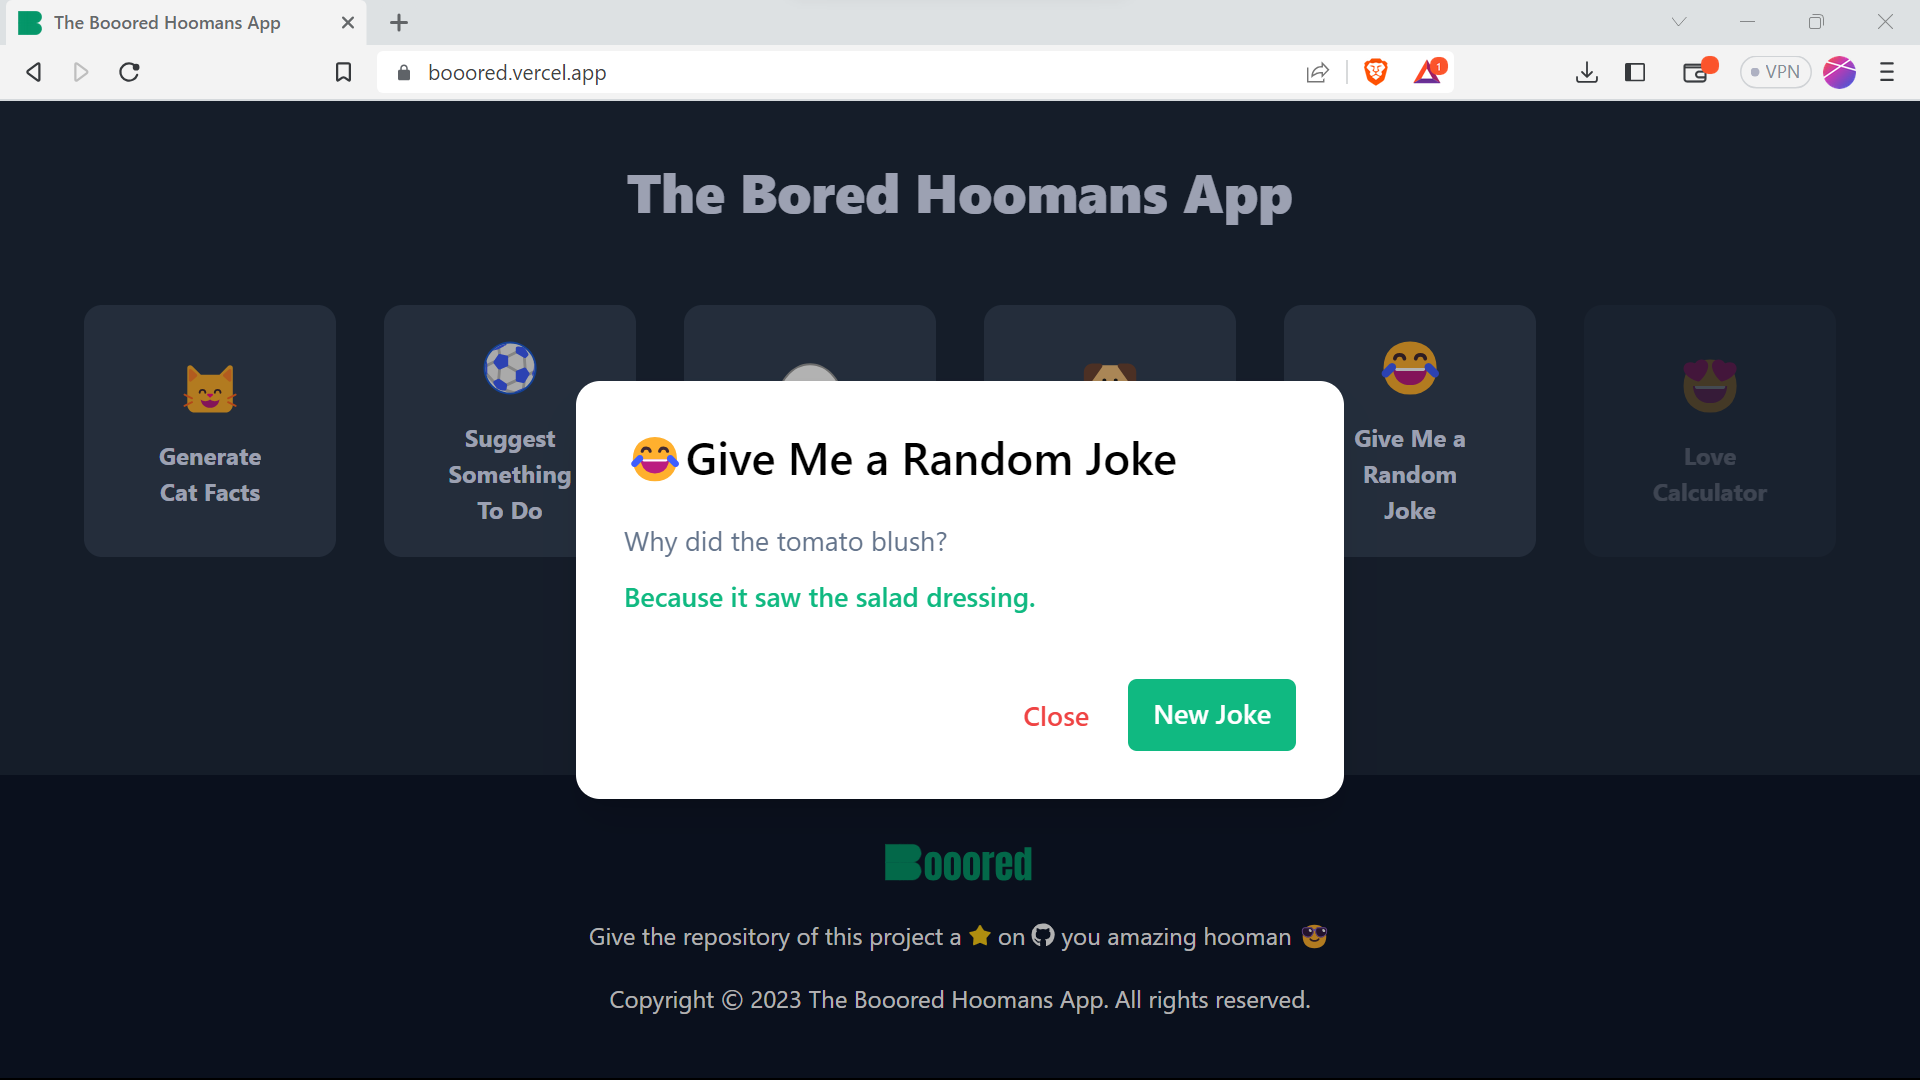 The Booored Hoomans App
booored.vercel.app
1
VPN
The Bored Hoomans App
Generate
Cat Facts
Suggest
Something
To Do
Give Me a
Random
Joke
Love
Calculator
Give Me a Random Joke
Why did the tomato blush?
Because it saw the salad dressing.
Close
New Joke
Booored
Give the repository of this project a ⭐ on you amazing hooman 😎
Copyright © 2023 The Booored Hoomans App. All rights reserved.